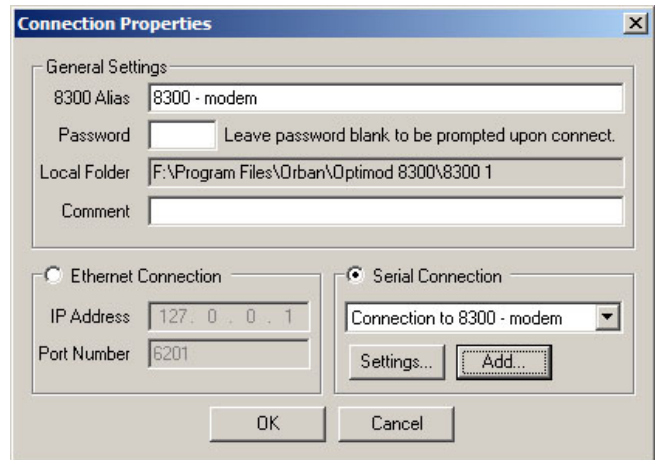 Connection Properties
General Settings
8300 Alias 8300 - modem
Password Leave password blank to be prompted upon connect.
Local Folder F:\Program Files\Orban\Optimod 8300\8300 1
Comment
Ethernet Connection
IP Address 127. 0 . 0 . 1
Port Number 6201
Serial Connection
Connection to 8300 - modem
Settings... Add...
OK Cancel